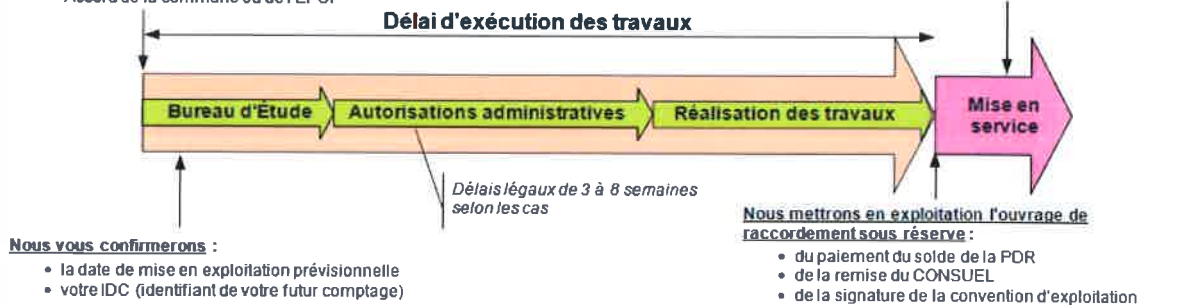 Délai d'exécution des travaux
Bureau d'Étude
Autorisations administratives
Réalisation des travaux
Mise en
service
Délais légaux de 3 à 8 semaines
selon les cas
Nous vous confirmerons :
• la date de mise en exploitation prévisionnelle
• votre IDC (identifiant de votre futur comptage)
Nous mettrons en exploitation l'ouvrage de
raccordement sous réserve :
• du paiement du solde de la PDR
• de la remise du CONSUEL
• de la signature de la convention d'exploitation